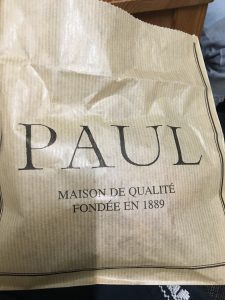 PAUL
MAISON DE QUALITÉ
FONDÉE EN 1889